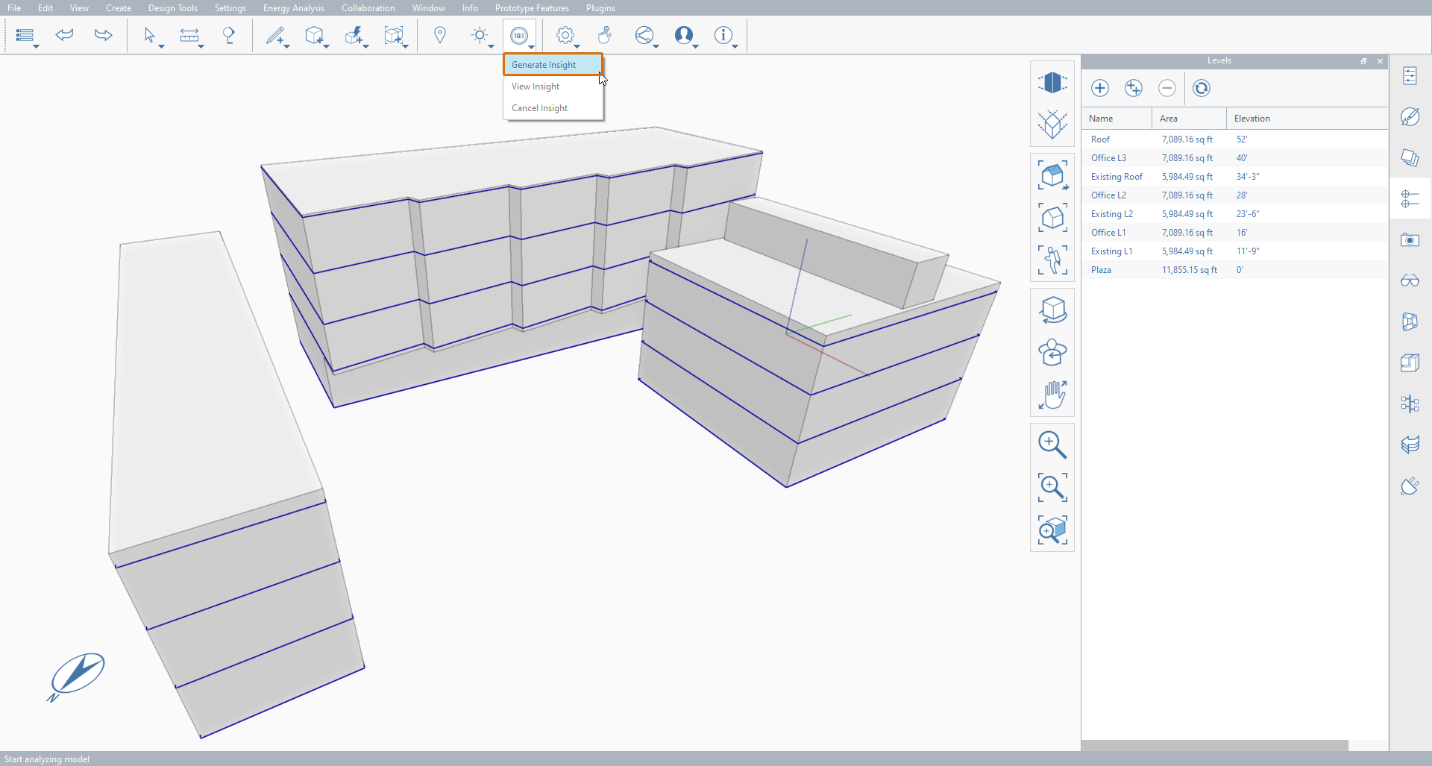 File Edit View Create Design Tools Settings Energy Analysis Collaboration Window Info Prototype Features Plugins
Generate Insight
View Insight
Cancel Insight
Levels
Name Area Elevation
Roof 7,089.16 sq ft 52'
Office L3 7,089.16 sq ft 40'
Existing Roof 5,984.49 sq ft 34'-3"
Office L2 7,089.16 sq ft 28'
Existing L2 5,984.49 sq ft 23'-6"
Office L1 7,089.16 sq ft 16'
Existing L1 5,984.49 sq ft 11'-9"
Plaza 11,855.15 sq ft 0'
N
Start analyzing model